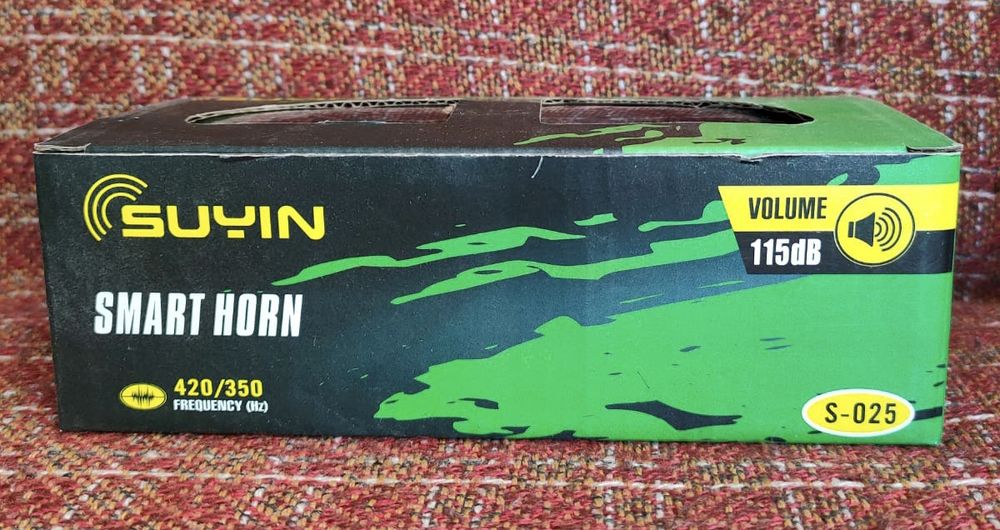 SUYIN
SMART HORN
420/350
FREQUENCY (Hz)
VOLUME
115dB
S-025